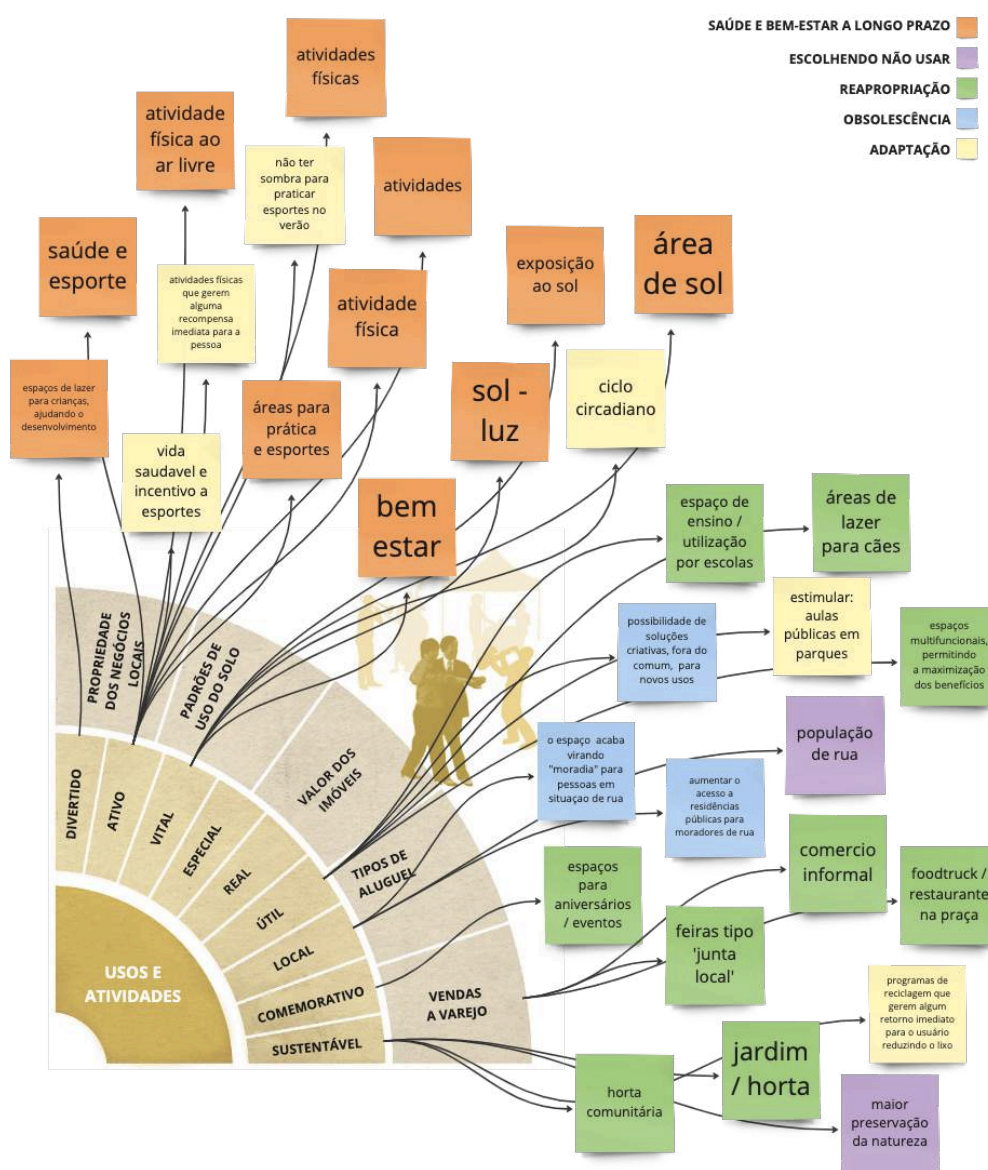 SAÚDE E BEM-ESTAR A LONGO PRAZO
ESCOLHENDO NÃO USAR
REAPROPRIAÇÃO
OBSOLESCÊNCIA
ADAPTAÇÃO
atividades
físicas
atividade
física ao
ar livre
não ter
sombra para
praticar
esportes no
verão
atividades
saúde e
esporte
atividades físicas
que gerem
alguma
recompensa
imediata para a
pessoa
atividade
física
exposição
ao sol
área
de sol
espaços de lazer
para crianças,
ajudando o
desenvolvimento
vida
saudavel e
incentivo a
esportes
áreas para
prática
e esportes
sol -
luz
ciclo
circadiano
bem
estar
espaço de
ensino /
utilização
por escolas
áreas de
lazer
para cães
possibilidade de
soluções
criativas, fora do
comum, para
novos usos
estimular:
aulas
públicas em
parques
espaços
multifuncionais,
permitindo
a maximização
dos benefícios
o espaço acaba
virando
"moradia" para
pessoas em
situaçao de rua
população
de rua
aumentar o
acesso a
residências
públicas para
moradores de rua
espaços
para
aniversários
/ eventos
comercio
informal
foodtruck /
restaurante
na praça
feiras tipo
'junta
local'
programas de
reciclagem que
gerem algum
retorno imediato
para o usuário
reduzindo o lixo
horta
comunitária
jardim
/ horta
maior
preservação
da natureza
PROPRIEDADE
DOS NEGÓCIOS
LOCAIS
PADRÕES DE
USO DO SOLO
VALOR DOS
IMÓVEIS
TIPOS DE
ALUGUEL
VENDAS
A VAREJO
DIVERTIDO
ATIVO
VITAL
ESPECIAL
REAL
ÚTIL
LOCAL
COMEMORATIVO
SUSTENTÁVEL
USOS E
ATIVIDADES